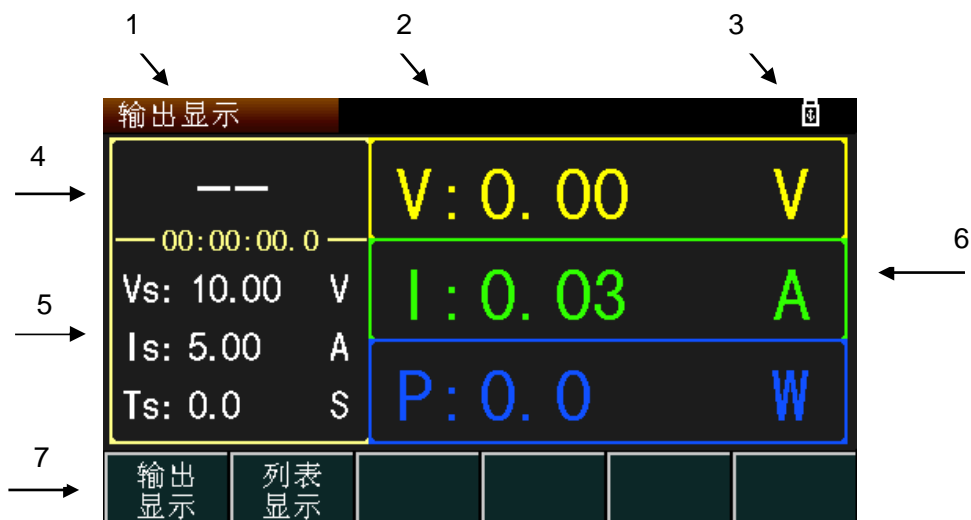 1 2 3
输出显示
4
—— 
V: 0.00 V
00:00:00.0
6
Vs: 10.00 V
I: 0.03 A
5
Is: 5.00 A
Ts: 0.0 S
P: 0.0 W
7
输出 列表
显示 显示